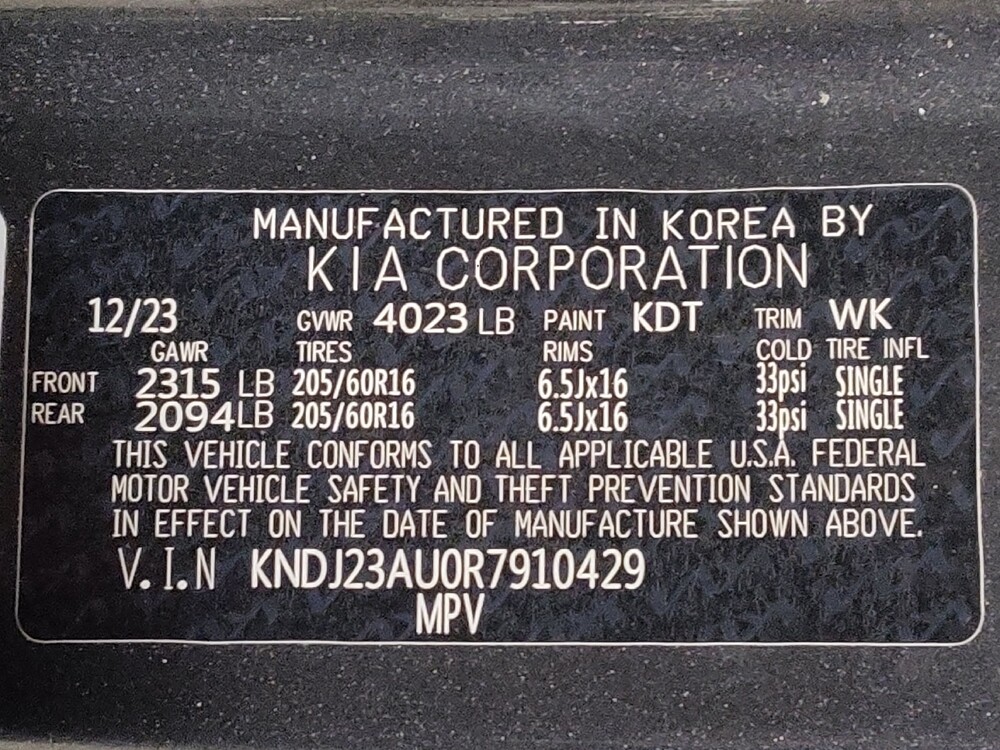 MANUFACTURED IN KOREA BY
KIA CORPORATION
12/23 GVWR 4023 LB PAINT KDT TRIM WK
GAWR TIRES RIMS COLD TIRE INFL
FRONT 2315 LB 205/60R16 6.5Jx16 33psi SINGLE
REAR 2094 LB 205/60R16 6.5Jx16 33psi SINGLE
THIS VEHICLE CONFORMS TO ALL APPLICABLE U.S.A. FEDERAL
MOTOR VEHICLE SAFETY AND THEFT PREVENTION STANDARDS
IN EFFECT ON THE DATE OF MANUFACTURE SHOWN ABOVE.
V.I.N KNDJ23AU0R7910429
MPV